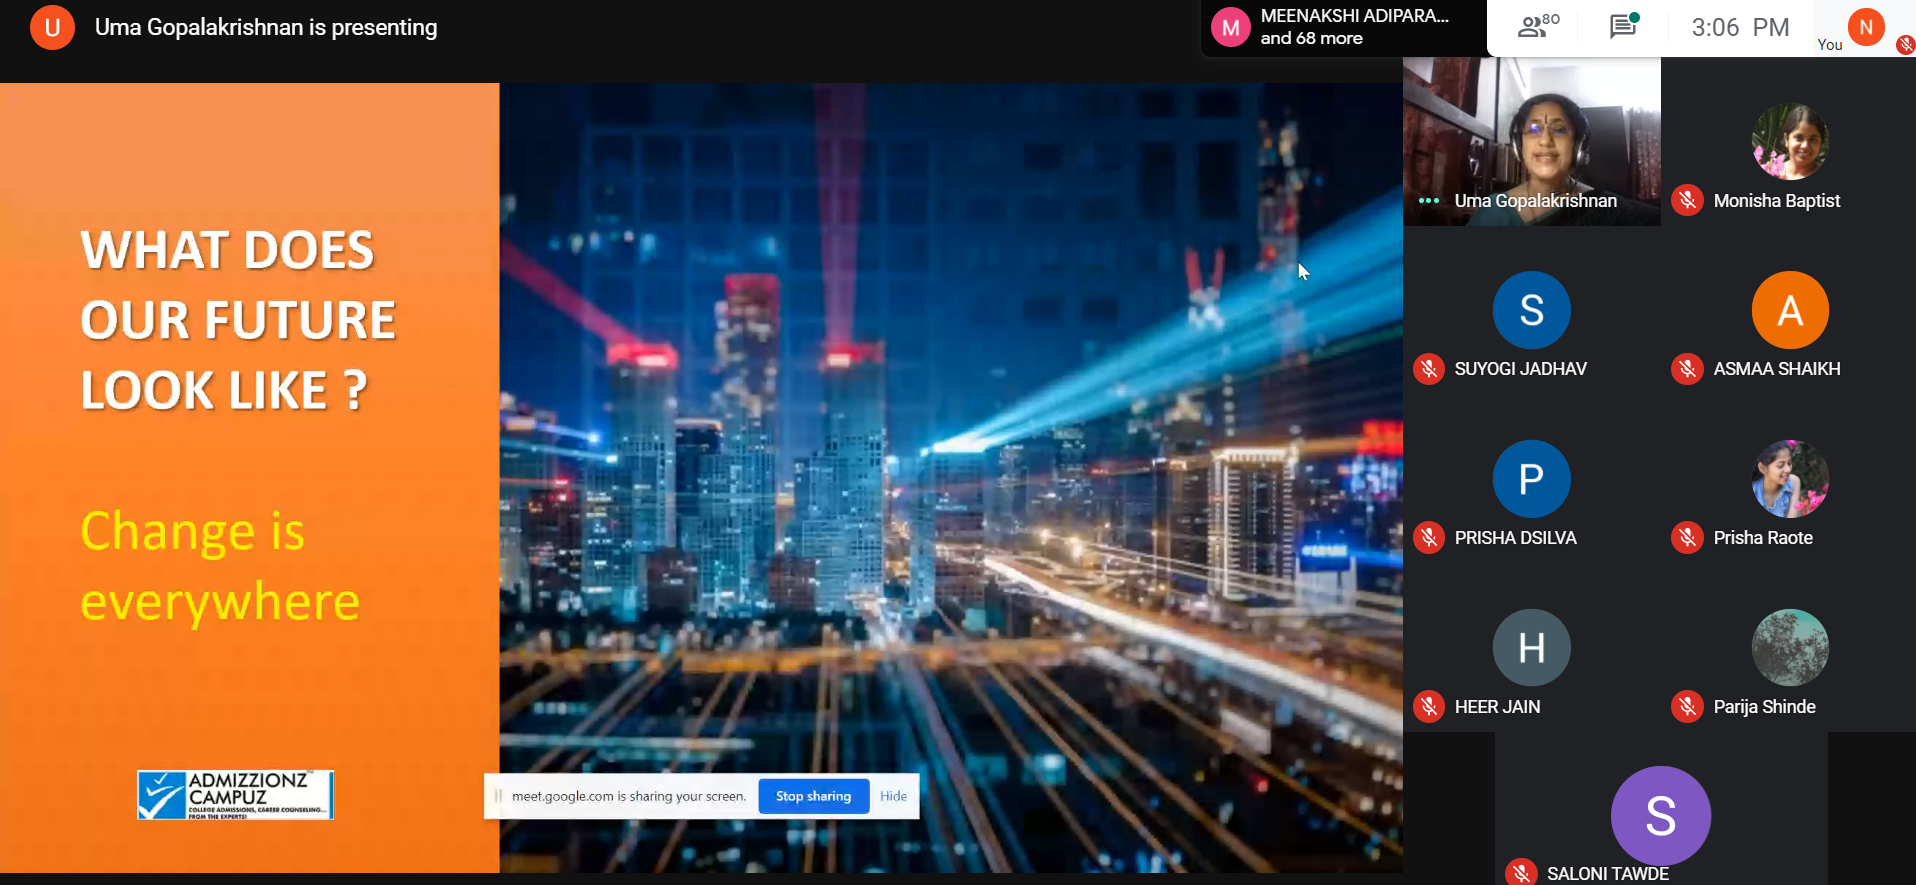 U
Uma Gopalakrishnan is presenting
M
MEENAKSHI ADIPARA...
and 68 more
80
3:06 PM
You
N
WHAT DOES
OUR FUTURE
LOOK LIKE ?
Change is
everywhere
ADMIZZIONZ
CAMPUZ
COLLEGE ADMISSIONS, CAREER COUNSELING...
FROM THE EXPERTS!
meet.google.com is sharing your screen.
Stop sharing
Hide
Uma Gopalakrishnan
Monisha Baptist
S
SUYOGI JADHAV
A
ASMAA SHAIKH
P
PRISHA DSILVA
Prisha Raote
H
HEER JAIN
Parija Shinde
S
SALONI TAWDE